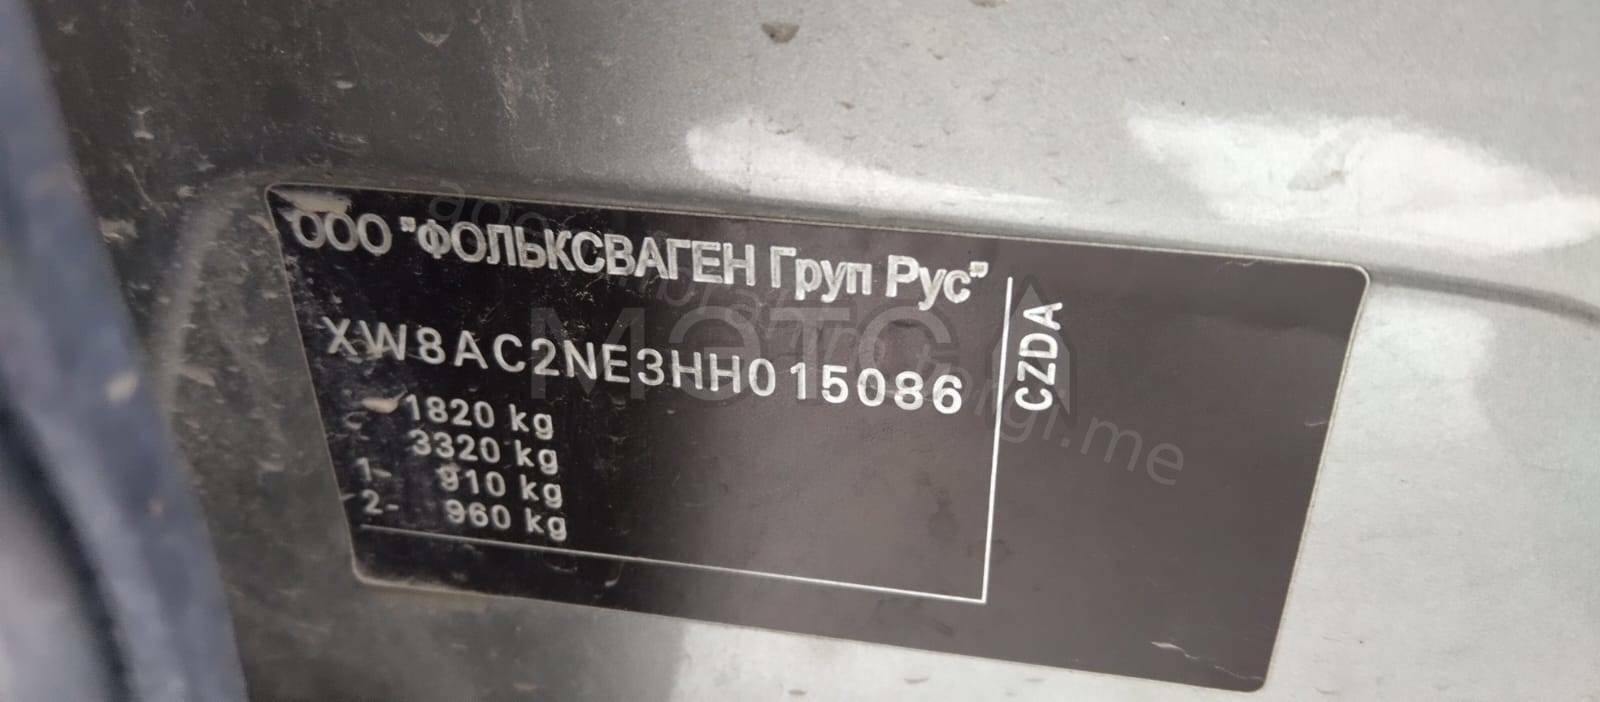 ООО "ФОЛЬКСВАГЕН Груп Рус"
XW8AC2NE3HH015086
1820 kg
3320 kg
1- 910 kg
2- 960 kg
CZDA